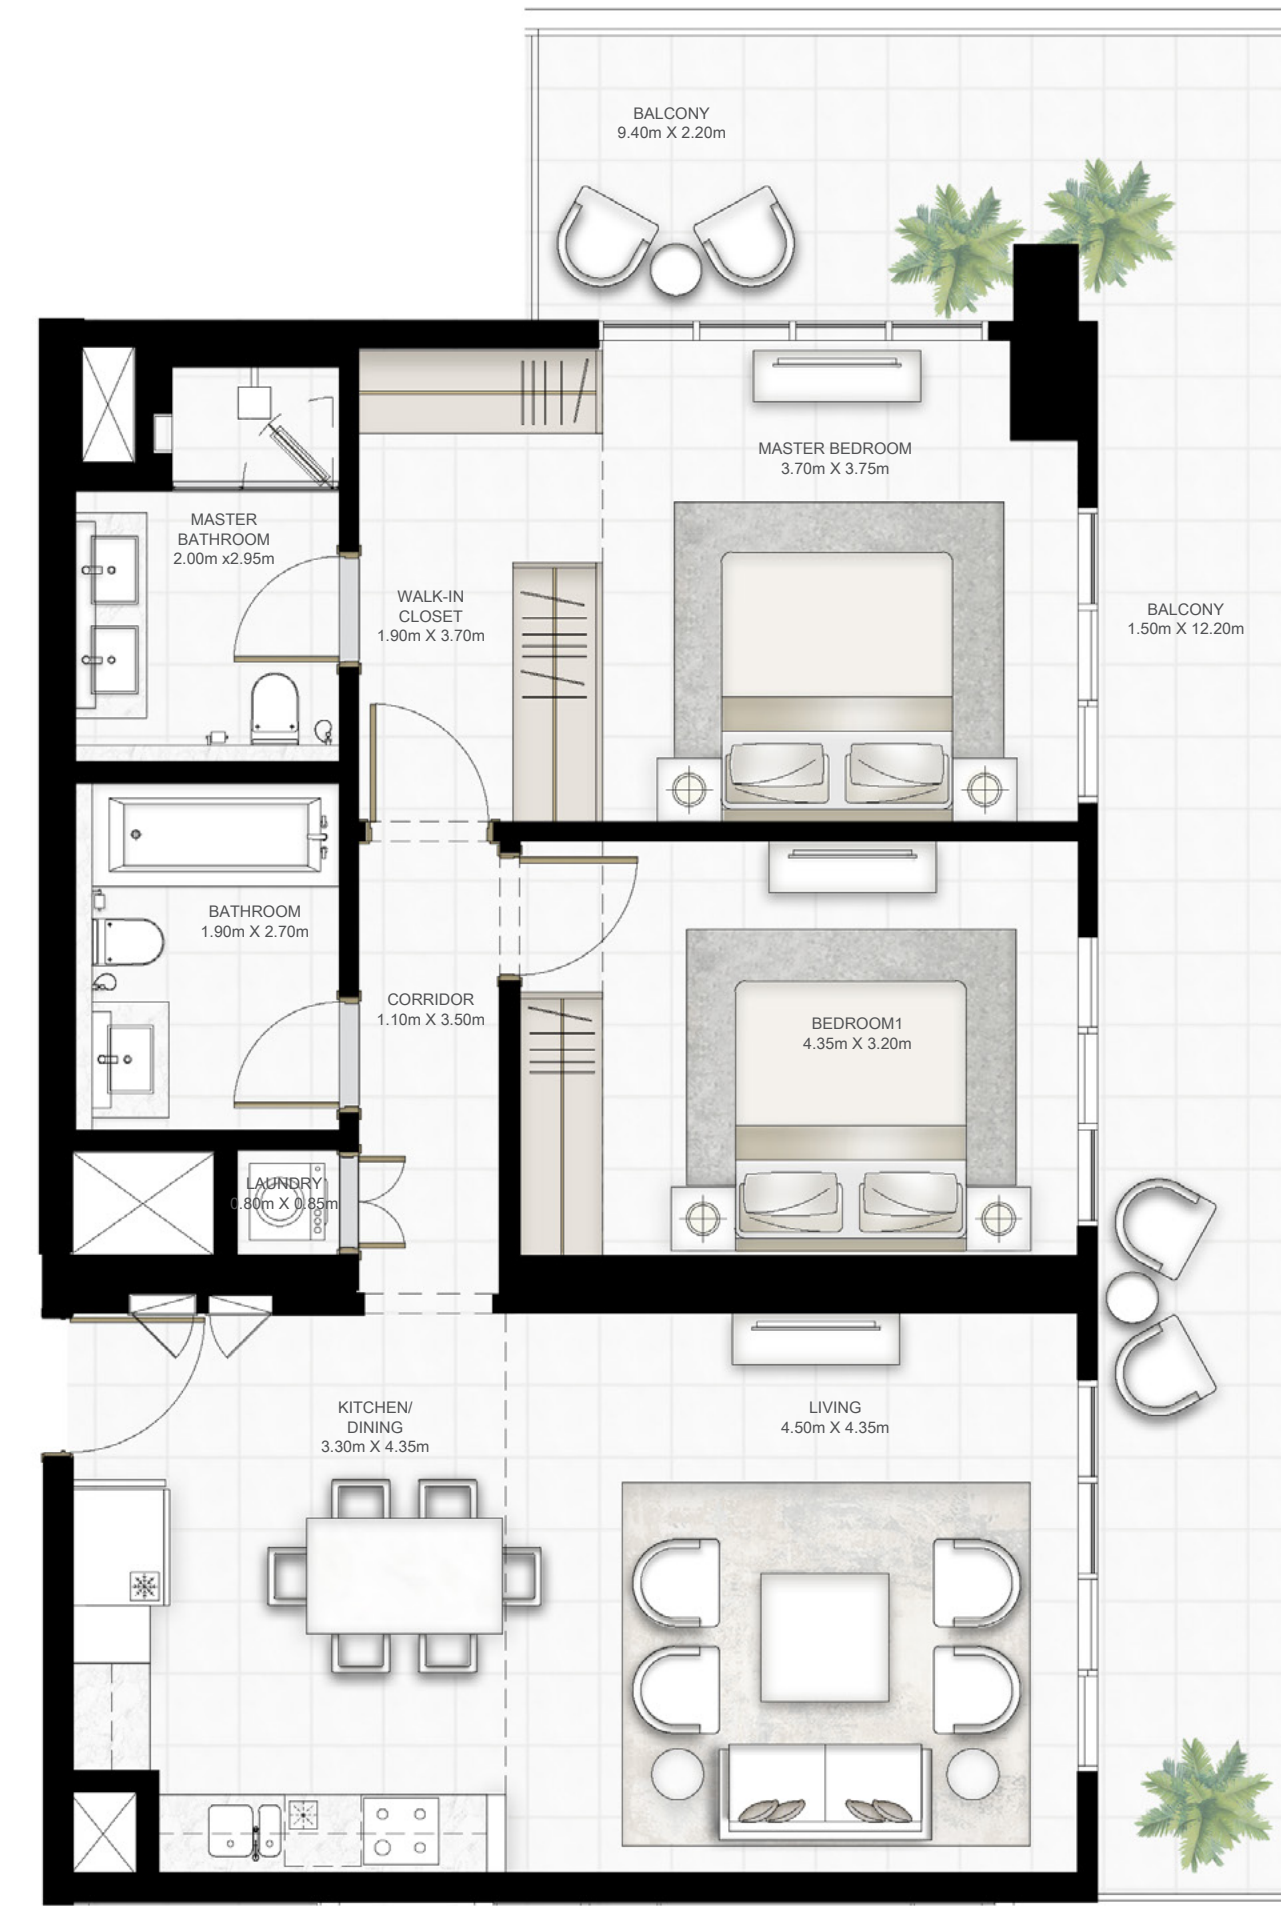 BALCONY
9.40m X 2.20m
MASTER BEDROOM
3.70m X 3.75m
MASTER
BATHROOM
2.00m x2.95m
WALK-IN
CLOSET
1.90m X 3.70m
BALCONY
1.50m X 12.20m
BATHROOM
1.90m X 2.70m
CORRIDOR
1.10m X 3.50m
BEDROOM1
4.35m X 3.20m
LAUNDRY
0.80m X 0.85m
KITCHEN/
DINING
3.30m X 4.35m
LIVING
4.50m X 4.35m